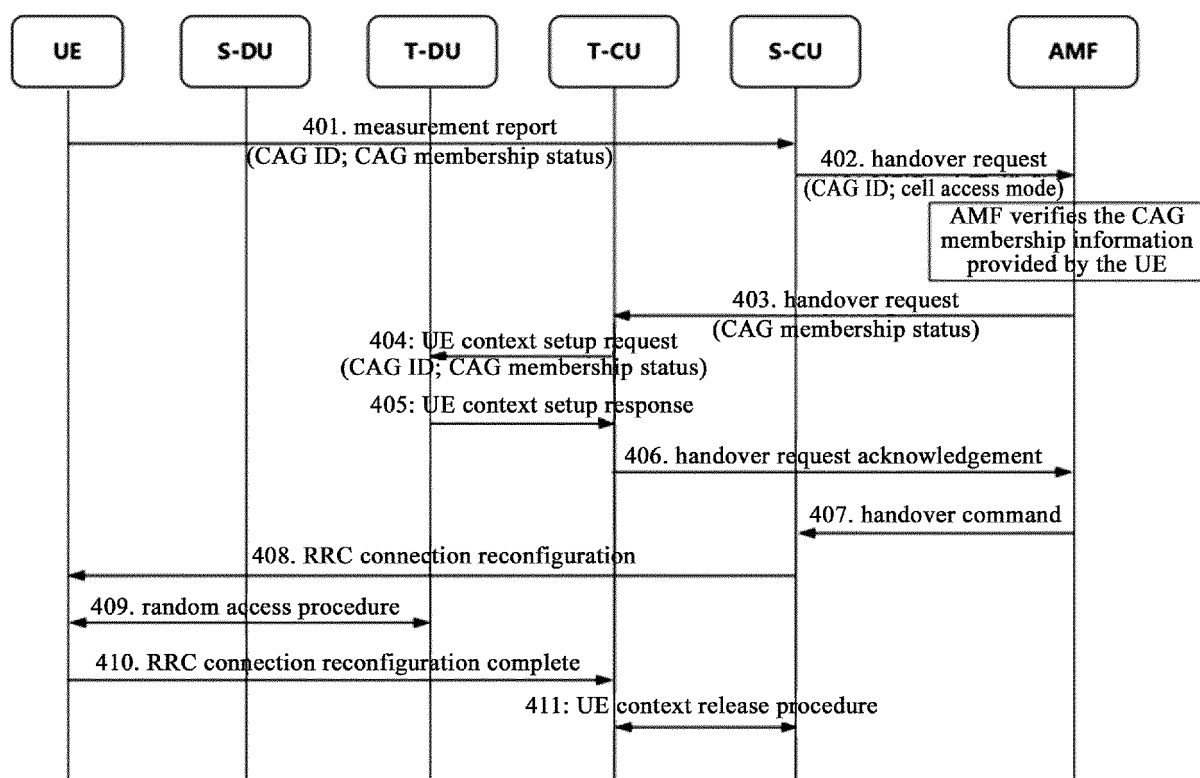 UE
S-DU
T-DU
T-CU
S-CU
AMF
401. measurement report
(CAG ID; CAG membership status)
402. handover request
(CAG ID; cell access mode)
AMF verifies the CAG
membership information
provided by the UE
403. handover request
(CAG membership status)
404: UE context setup request
(CAG ID; CAG membership status)
405: UE context setup response
406. handover request acknowledgement
407. handover command
408. RRC connection reconfiguration
409. random access procedure
410. RRC connection reconfiguration complete
411: UE context release procedure